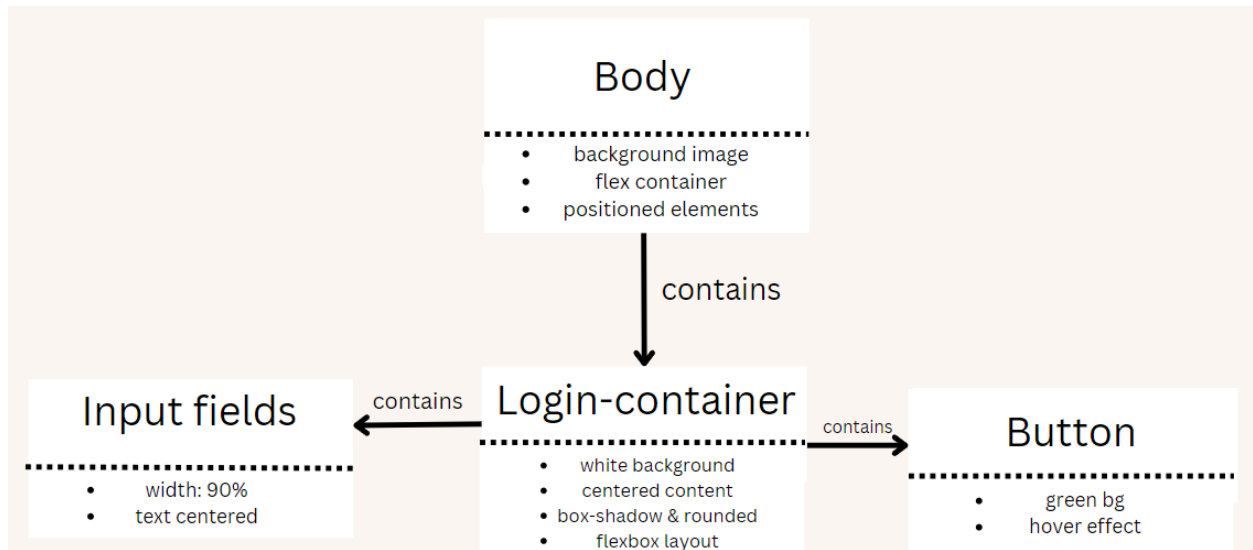 Body
• background image
• flex container
• positioned elements
contains
Input fields
• width: 90%
• text centered
contains
Login-container
• white background
• centered content
• box-shadow & rounded
• flexbox layout
contains
Button
• green bg
• hover effect